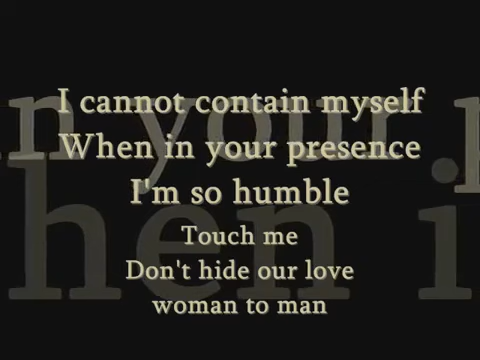 I cannot contain myself
When in your presence
I'm so humble
Touch me
Don't hide our love
woman to man